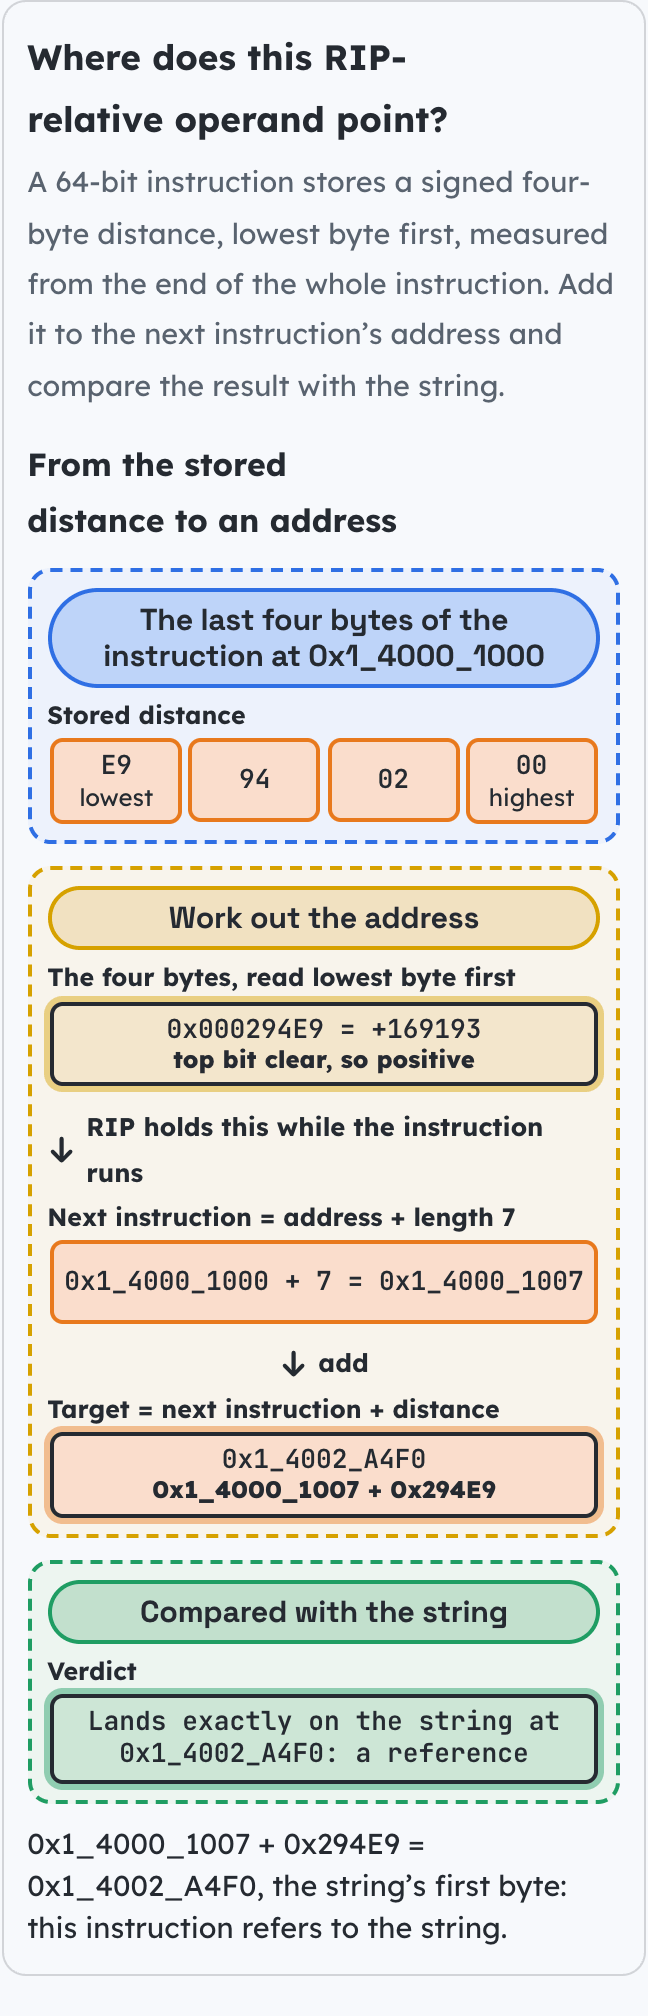 Where does this RIP-
relative operand point?
A 64-bit instruction stores a signed four-
byte distance, lowest byte first, measured
from the end of the whole instruction. Add
it to the next instruction’s address and
compare the result with the string.
From the stored
distance to an address
The last four bytes of the
instruction at 0x1_4000_1000
Stored distance
E9
lowest
94
02
00
highest
Work out the address
The four bytes, read lowest byte first
0x000294E9 = +169193
top bit clear, so positive
↓ RIP holds this while the instruction
runs
Next instruction = address + length 7
0x1_4000_1000 + 7 = 0x1_4000_1007
↓ add
Target = next instruction + distance
0x1_4002_A4F0
0x1_4000_1007 + 0x294E9
Compared with the string
Verdict
Lands exactly on the string at
0x1_4002_A4F0: a reference
0x1_4000_1007 + 0x294E9 =
0x1_4002_A4F0, the string’s first byte:
this instruction refers to the string.